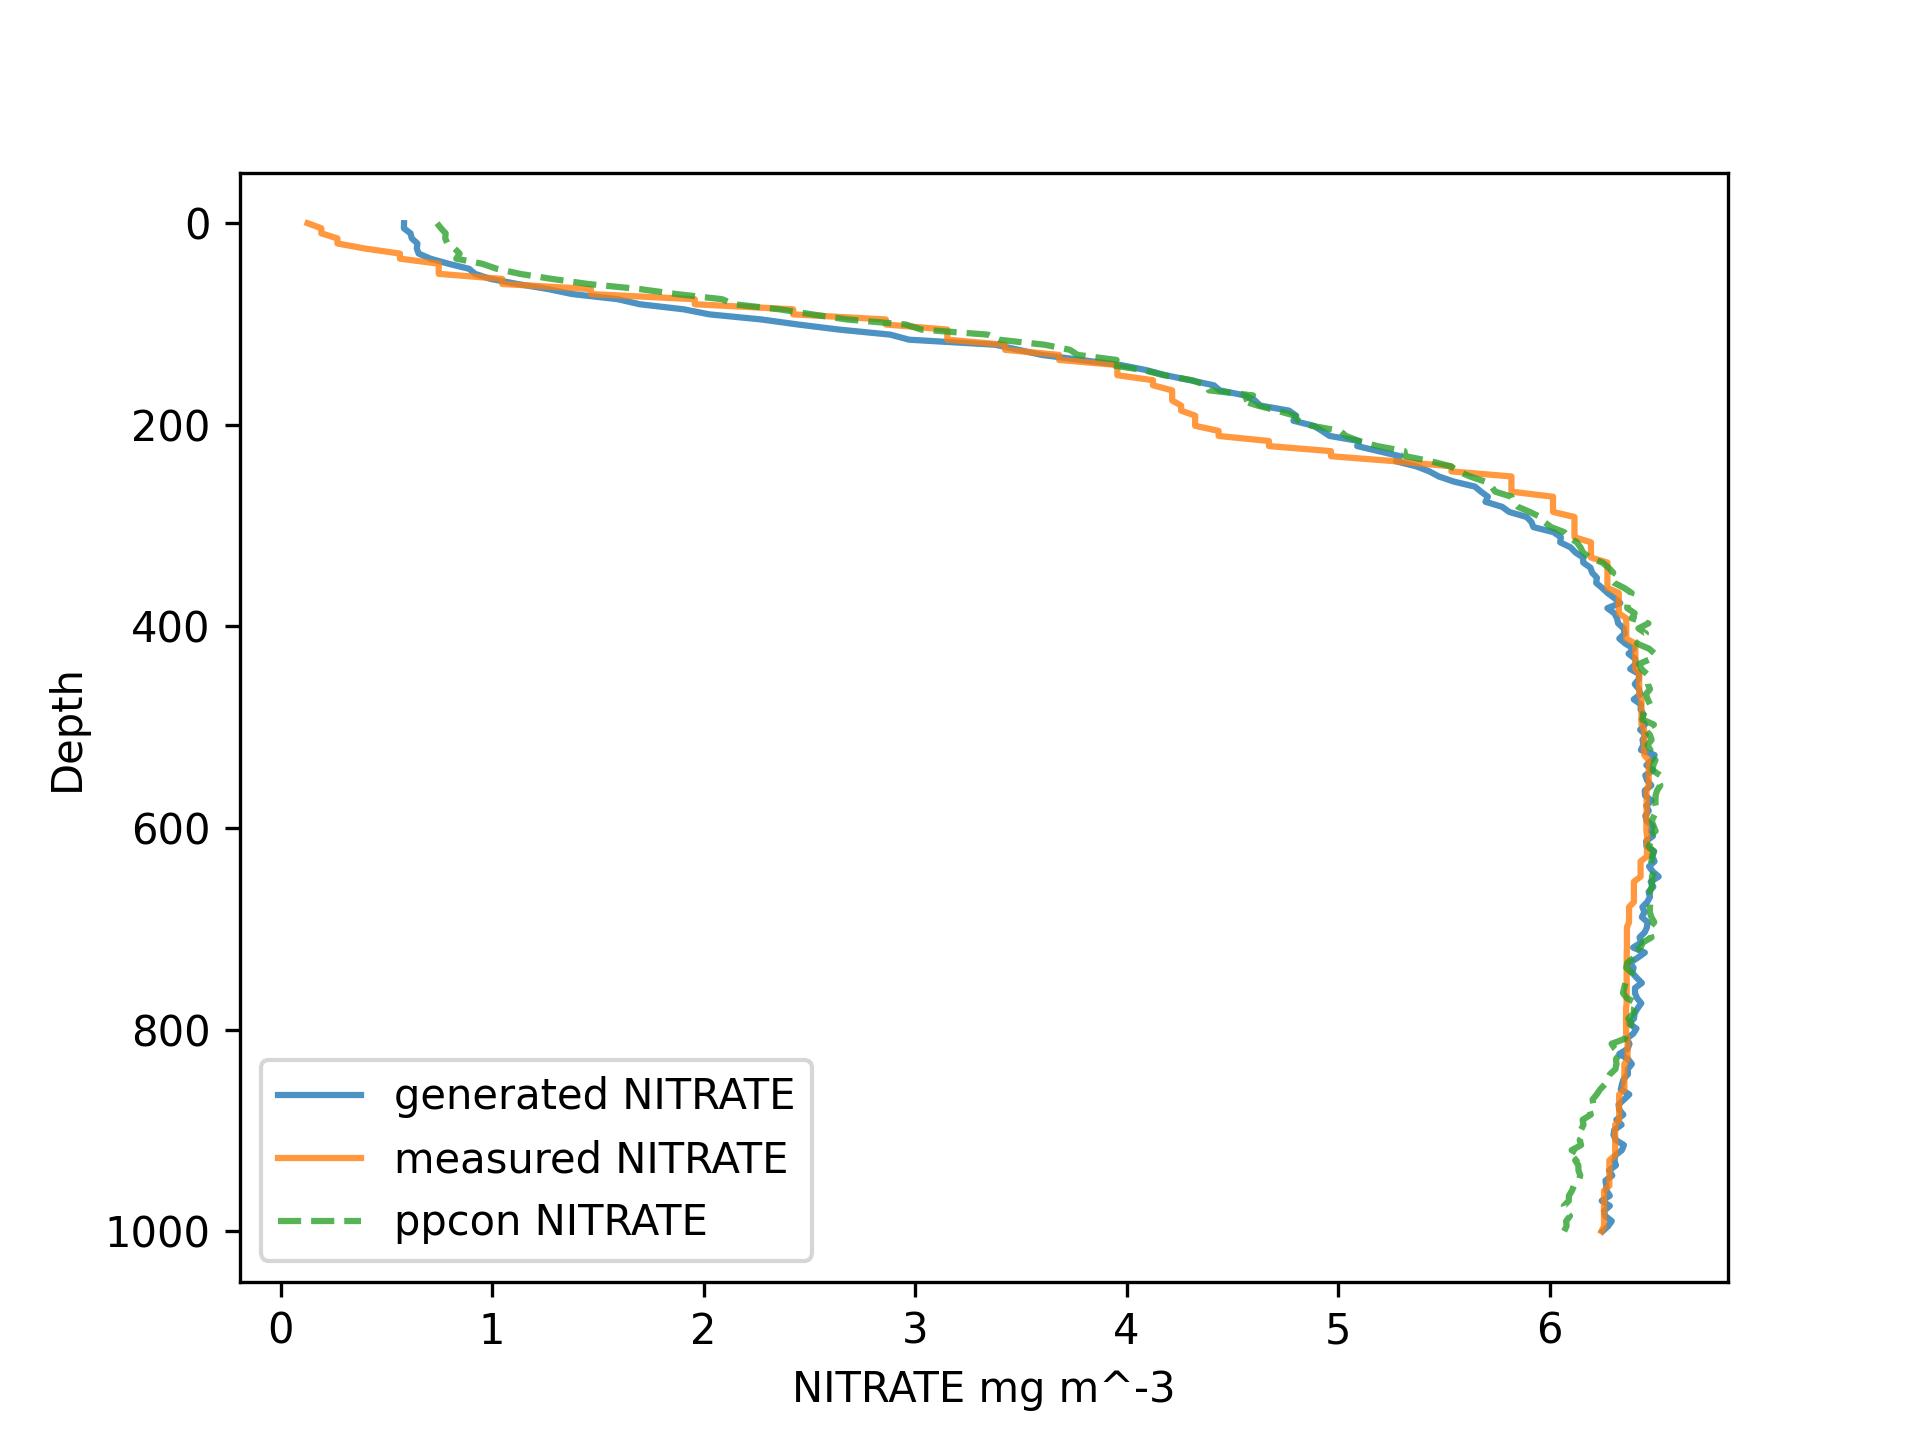 0
200
400
600
800
1000
Depth
generated NITRATE
measured NITRATE
ppcon NITRATE
0 1 2 3 4 5 6
NITRATE mg m^-3